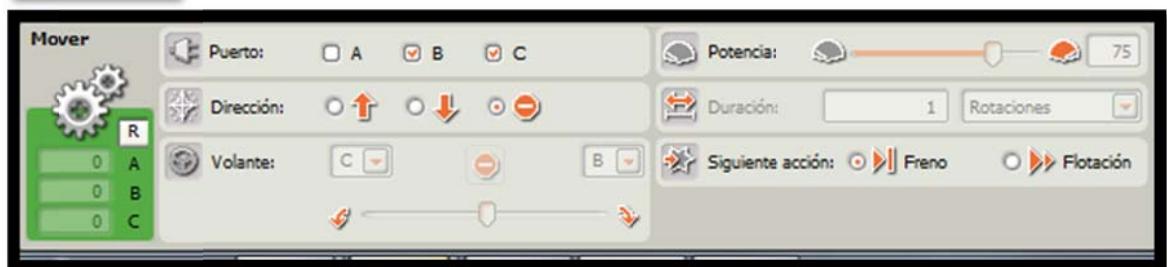 Mover
R
0 A
0 B
0 C
Puerto: A B C
Dirección:
Volante: C B
Potencia: 75
Duración: 1 Rotaciones
Siguiente acción: Freno Flotación